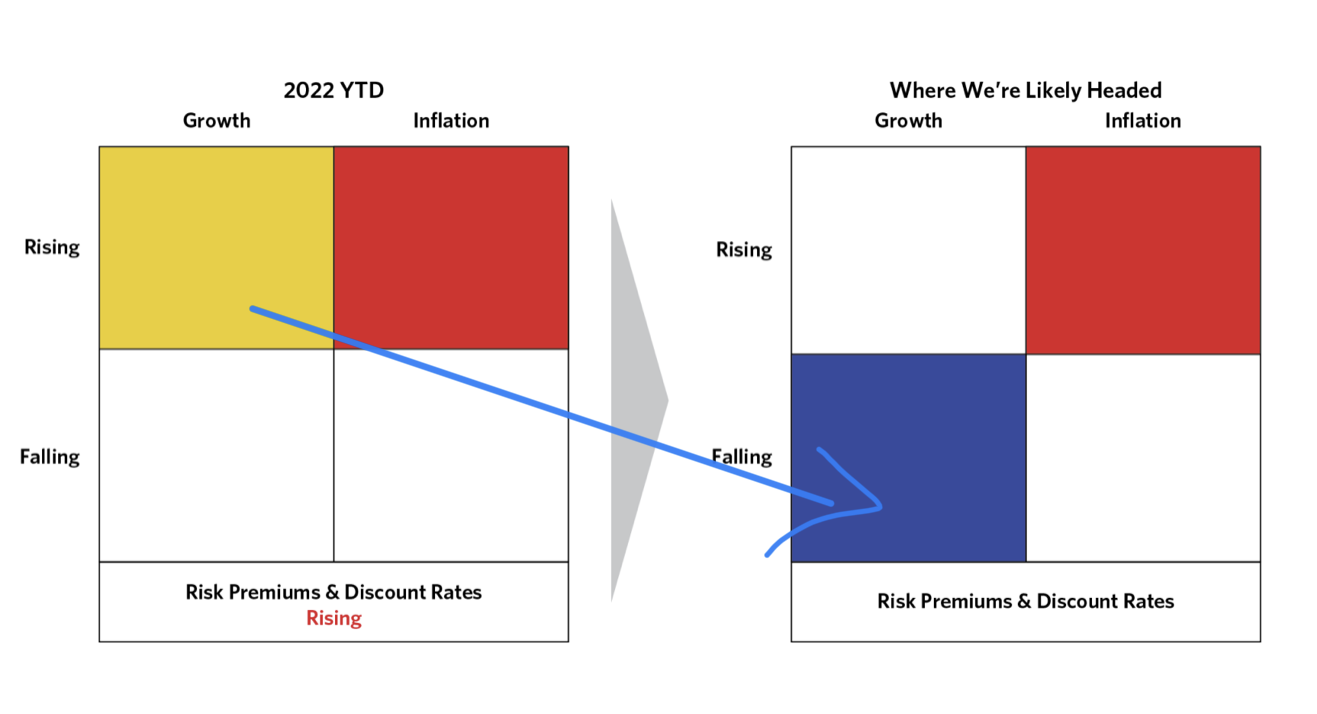 2022 YTD
Growth Inflation
Rising
Falling
Risk Premiums & Discount Rates
Rising
Where We're Likely Headed
Growth Inflation
Rising
Falling
Risk Premiums & Discount Rates